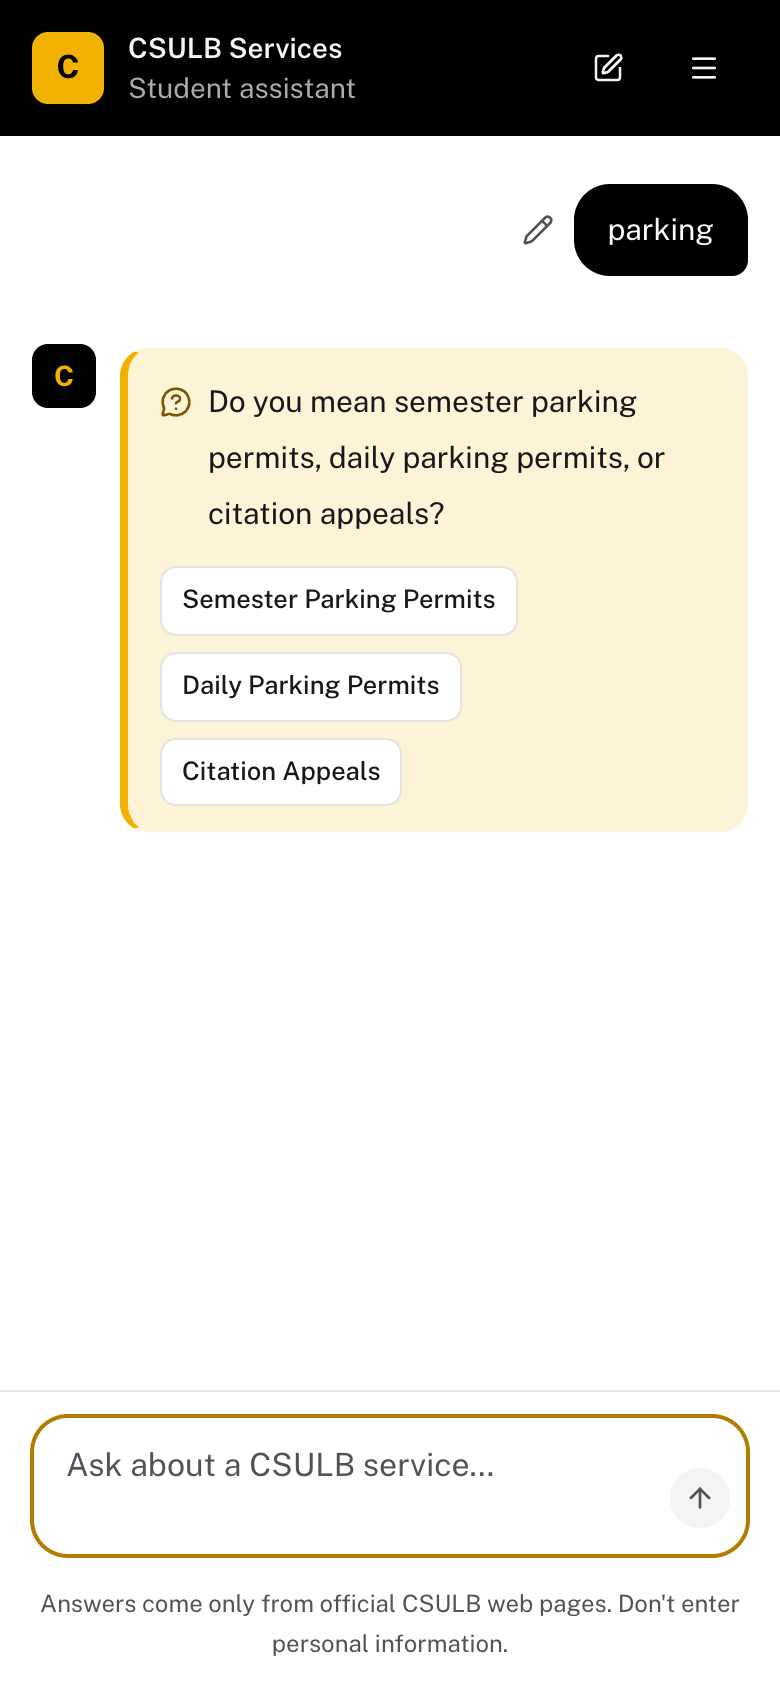 C
CSULB Services
Student assistant
parking
C
Do you mean semester parking
permits, daily parking permits, or
citation appeals?
Semester Parking Permits
Daily Parking Permits
Citation Appeals
Ask about a CSULB service...
Answers come only from official CSULB web pages. Don't enter
personal information.